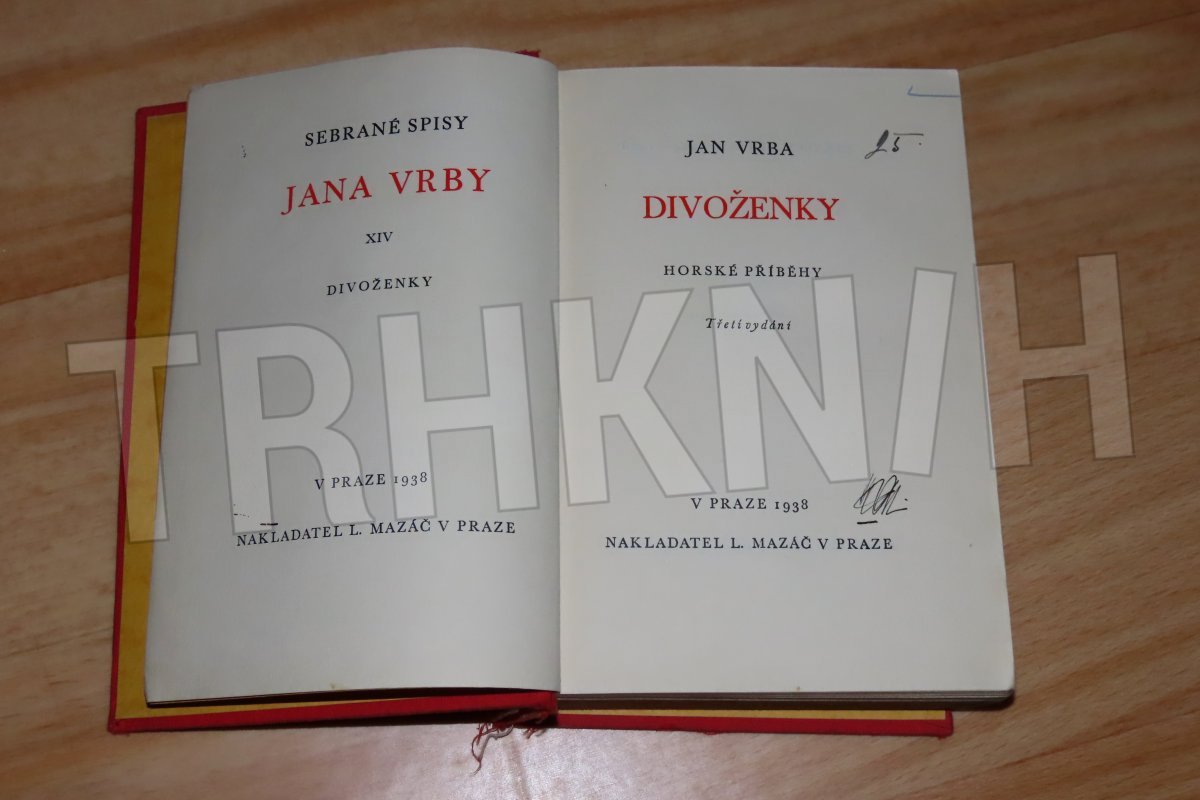 SEBRANÉ SPISY
JANA VRBY
XIV
DIVOŽENKY
V PRAZE 1938
NAKLADATEL L. MAZÁČ V PRAZE
JAN VRBA
25.
DIVOŽENKY
HORSKÉ PŘÍBĚHY
Třetí vydání
V PRAZE 1938
NAKLADATEL L. MAZÁČ V PRAZE
TRHKNIH